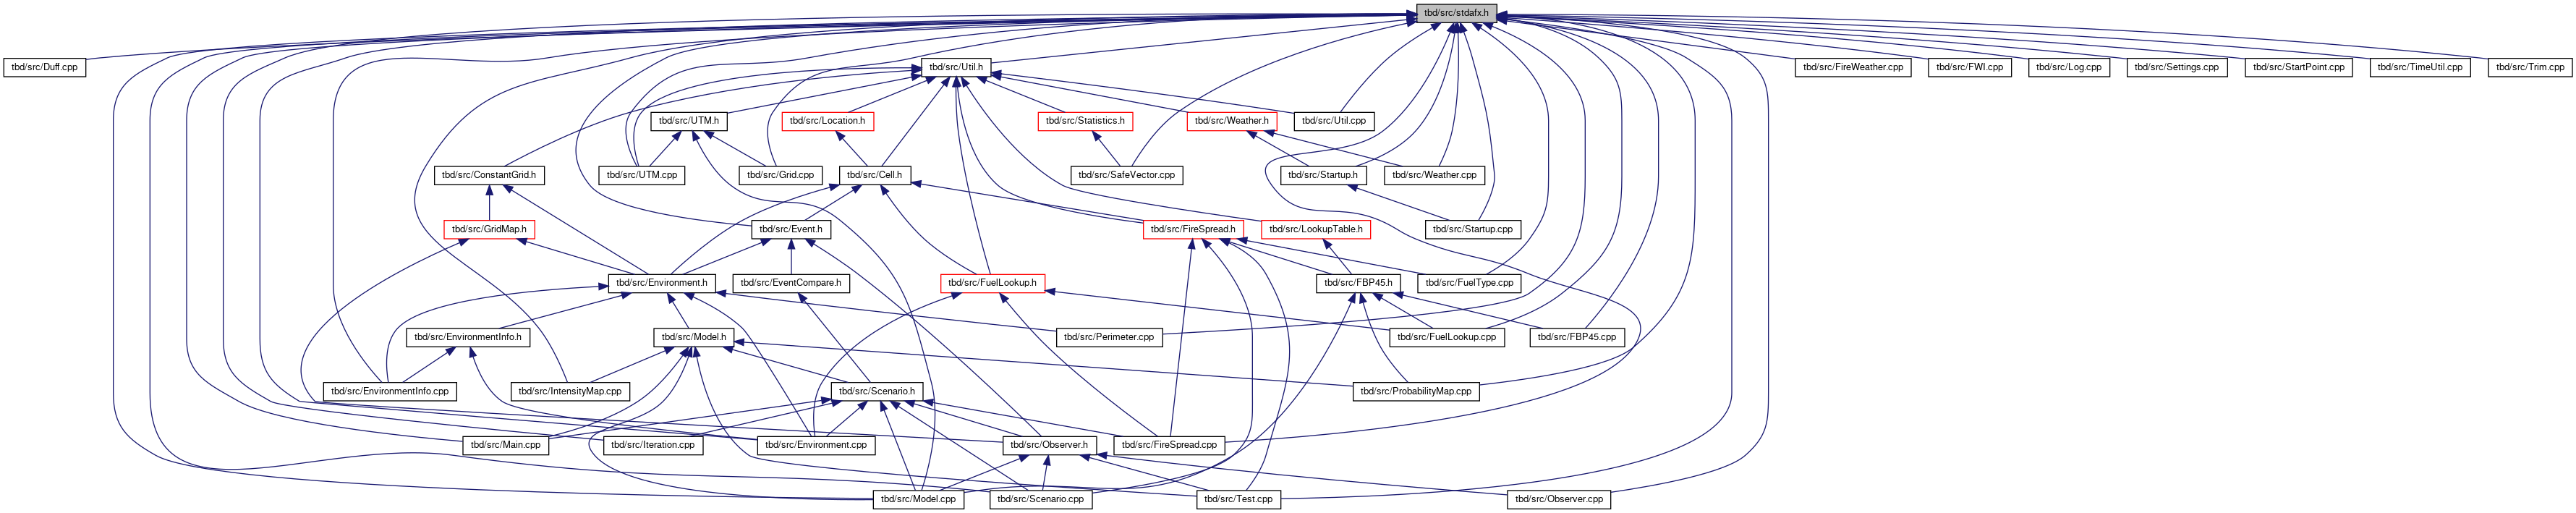 tbd/src/stdafx.h
tbd/src/Duff.cpp
tbd/src/Util.h
tbd/src/FireWeather.cpp
tbd/src/FWI.cpp
tbd/src/Log.cpp
tbd/src/Settings.cpp
tbd/src/StartPoint.cpp
tbd/src/TimeUtil.cpp
tbd/src/Trim.cpp
tbd/src/UTM.h
tbd/src/Location.h
tbd/src/Statistics.h
tbd/src/Weather.h
tbd/src/Util.cpp
tbd/src/ConstantGrid.h
tbd/src/UTM.cpp
tbd/src/Grid.cpp
tbd/src/Cell.h
tbd/src/SafeVector.cpp
tbd/src/Startup.h
tbd/src/Weather.cpp
tbd/src/GridMap.h
tbd/src/Event.h
tbd/src/FireSpread.h
tbd/src/LookupTable.h
tbd/src/Startup.cpp
tbd/src/Environment.h
tbd/src/EventCompare.h
tbd/src/FuelLookup.h
tbd/src/FBP45.h
tbd/src/FuelType.cpp
tbd/src/EnvironmentInfo.h
tbd/src/Model.h
tbd/src/Perimeter.cpp
tbd/src/FuelLookup.cpp
tbd/src/FBP45.cpp
tbd/src/EnvironmentInfo.cpp
tbd/src/IntensityMap.cpp
tbd/src/Scenario.h
tbd/src/ProbabilityMap.cpp
tbd/src/Main.cpp
tbd/src/Iteration.cpp
tbd/src/Environment.cpp
tbd/src/Observer.h
tbd/src/FireSpread.cpp
tbd/src/Model.cpp
tbd/src/Scenario.cpp
tbd/src/Test.cpp
tbd/src/Observer.cpp